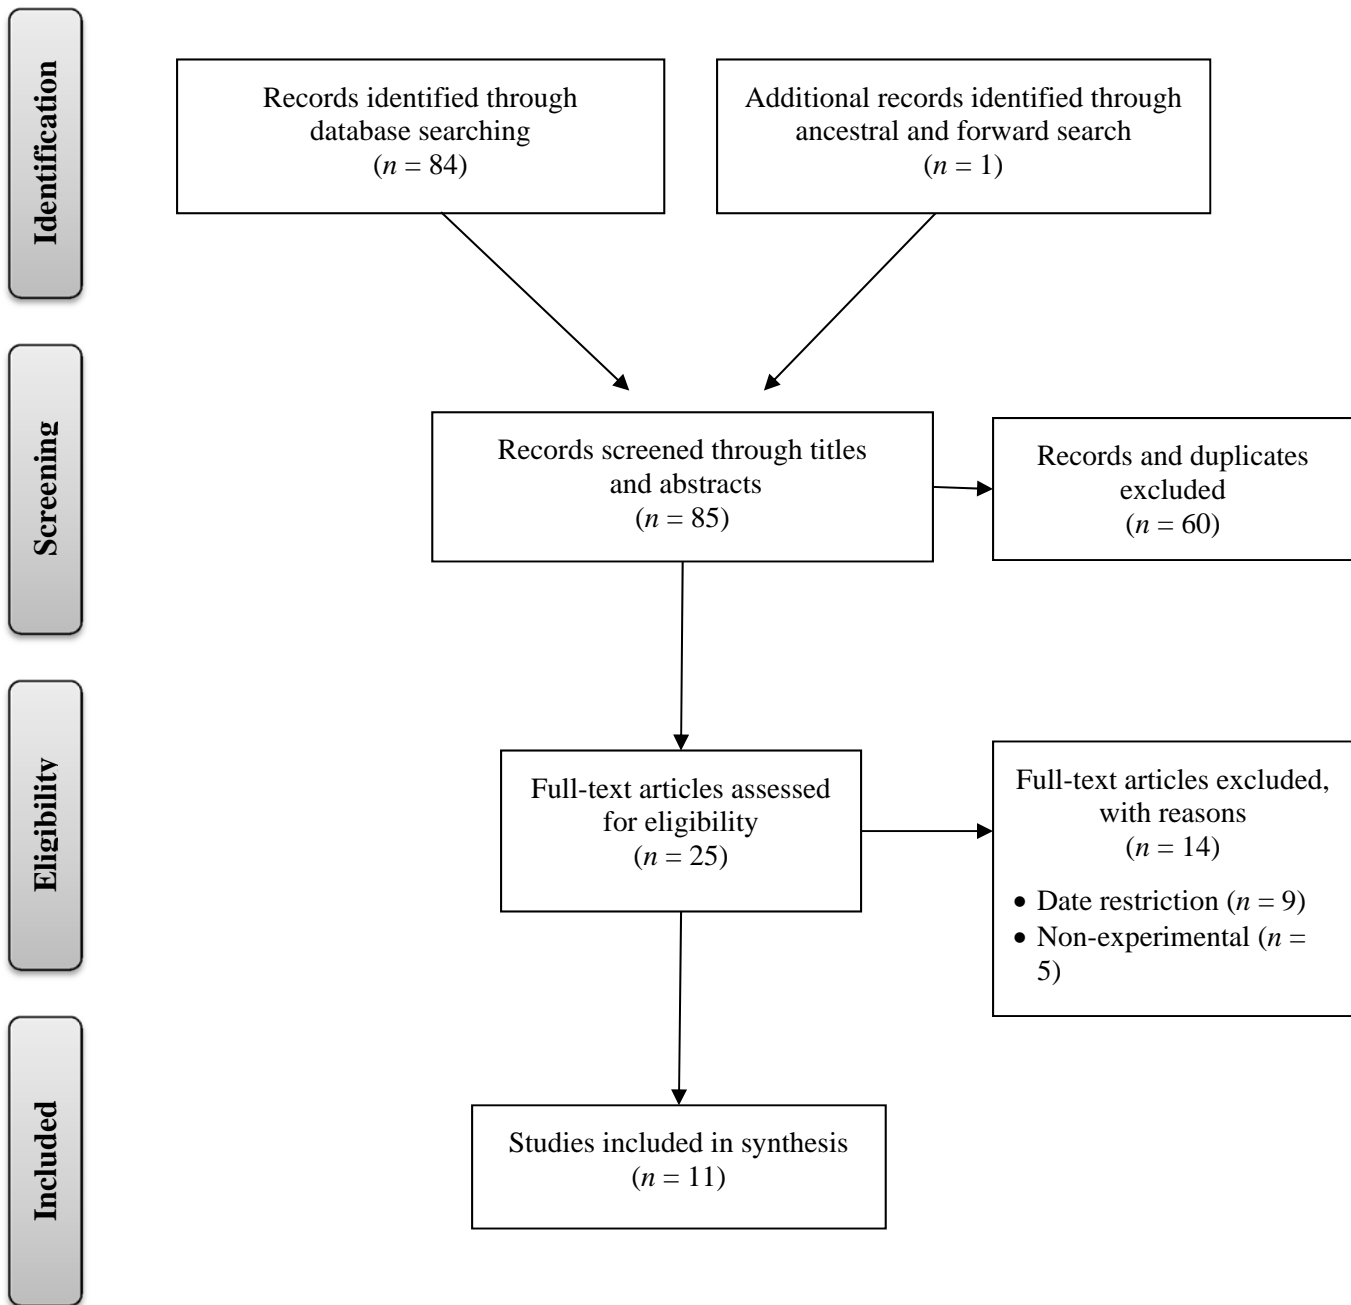 Identification
Records identified through
database searching
(n = 84)
Additional records identified through
ancestral and forward search
(n = 1)
Screening
Records screened through titles
and abstracts
(n = 85)
Records and duplicates
excluded
(n = 60)
Eligibility
Full-text articles assessed
for eligibility
(n = 25)
Full-text articles excluded,
with reasons
(n = 14)
• Date restriction (n = 9)
• Non-experimental (n =
5)
Included
Studies included in synthesis
(n = 11)